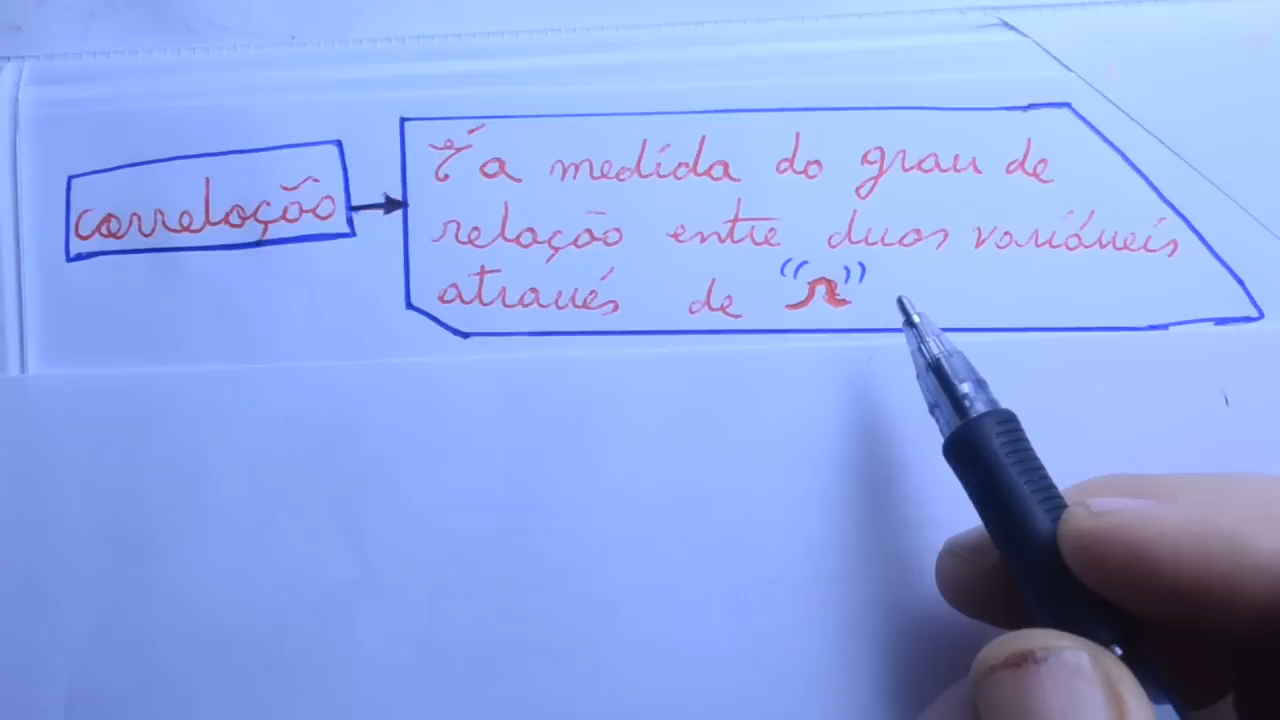 correlação
É a medida do grau de
relação entre duas variáveis
através de "r"